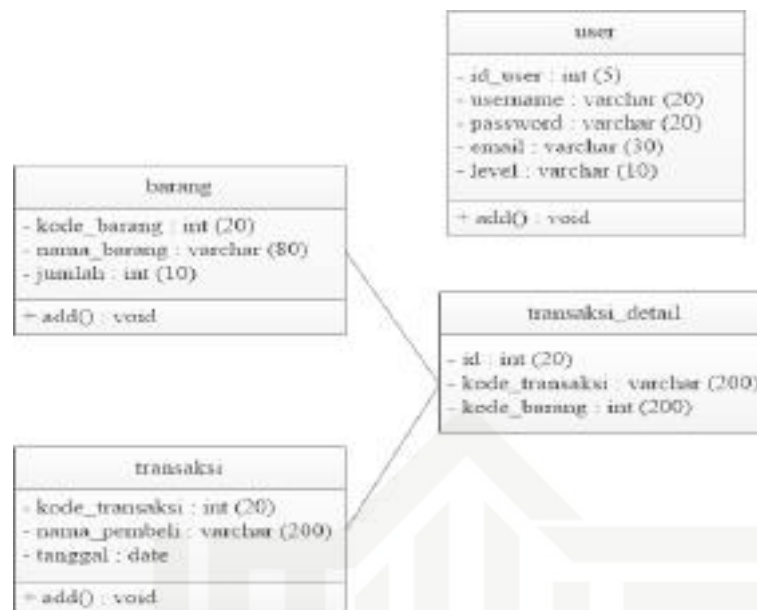 user
- id_user : int (5)
- username : varchar (20)
- password : varchar (20)
- email : varchar (30)
- level : varchar (10)
+ add() : void
barang
- kode_barang : int (20)
- nama_barang : varchar (80)
- jumlah : int (10)
+ add() : void
transaksi_detail
- id : int (20)
- kode_transaksi : varchar (200)
- kode_barang : int (200)
transaksi
- kode_transaksi : int (20)
- nama_pembeli : varchar (200)
- tanggal : date
+ add() : void